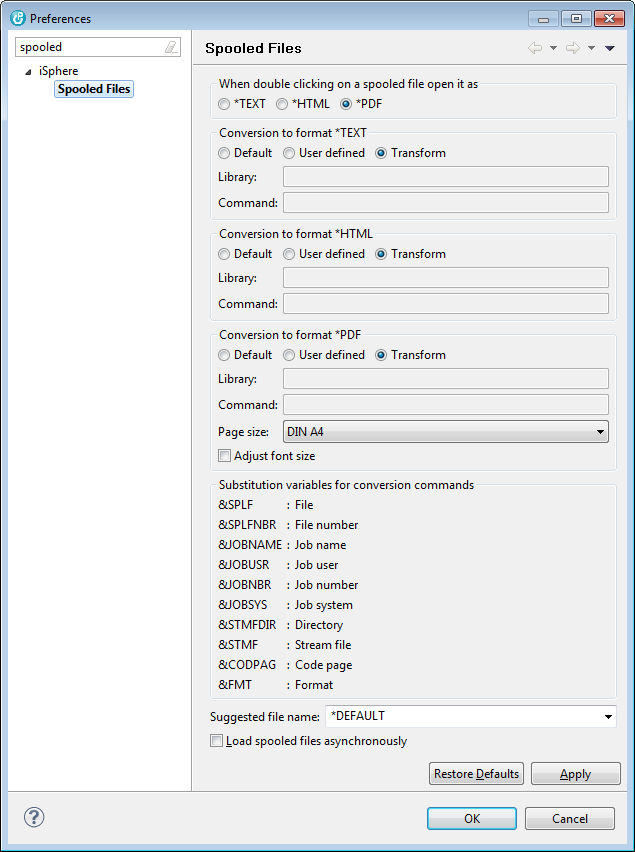 Preferences
spooled
iSphere
Spooled Files
Spooled Files
When double clicking on a spooled file open it as
*TEXT *HTML *PDF
Conversion to format *TEXT
Default User defined Transform
Library:
Command:
Conversion to format *HTML
Default User defined Transform
Library:
Command:
Conversion to format *PDF
Default User defined Transform
Library:
Command:
Page size: DIN A4
Adjust font size
Substitution variables for conversion commands
&SPLF : File
&SPLFNBR : File number
&JOBNAME : Job name
&JOBUSR : Job user
&JOBNBR : Job number
&JOBSYS : Job system
&STMFDIR : Directory
&STMF : Stream file
&CODPAG : Code page
&FMT : Format
Suggested file name: *DEFAULT
Load spooled files asynchronously
Restore Defaults Apply
? OK Cancel